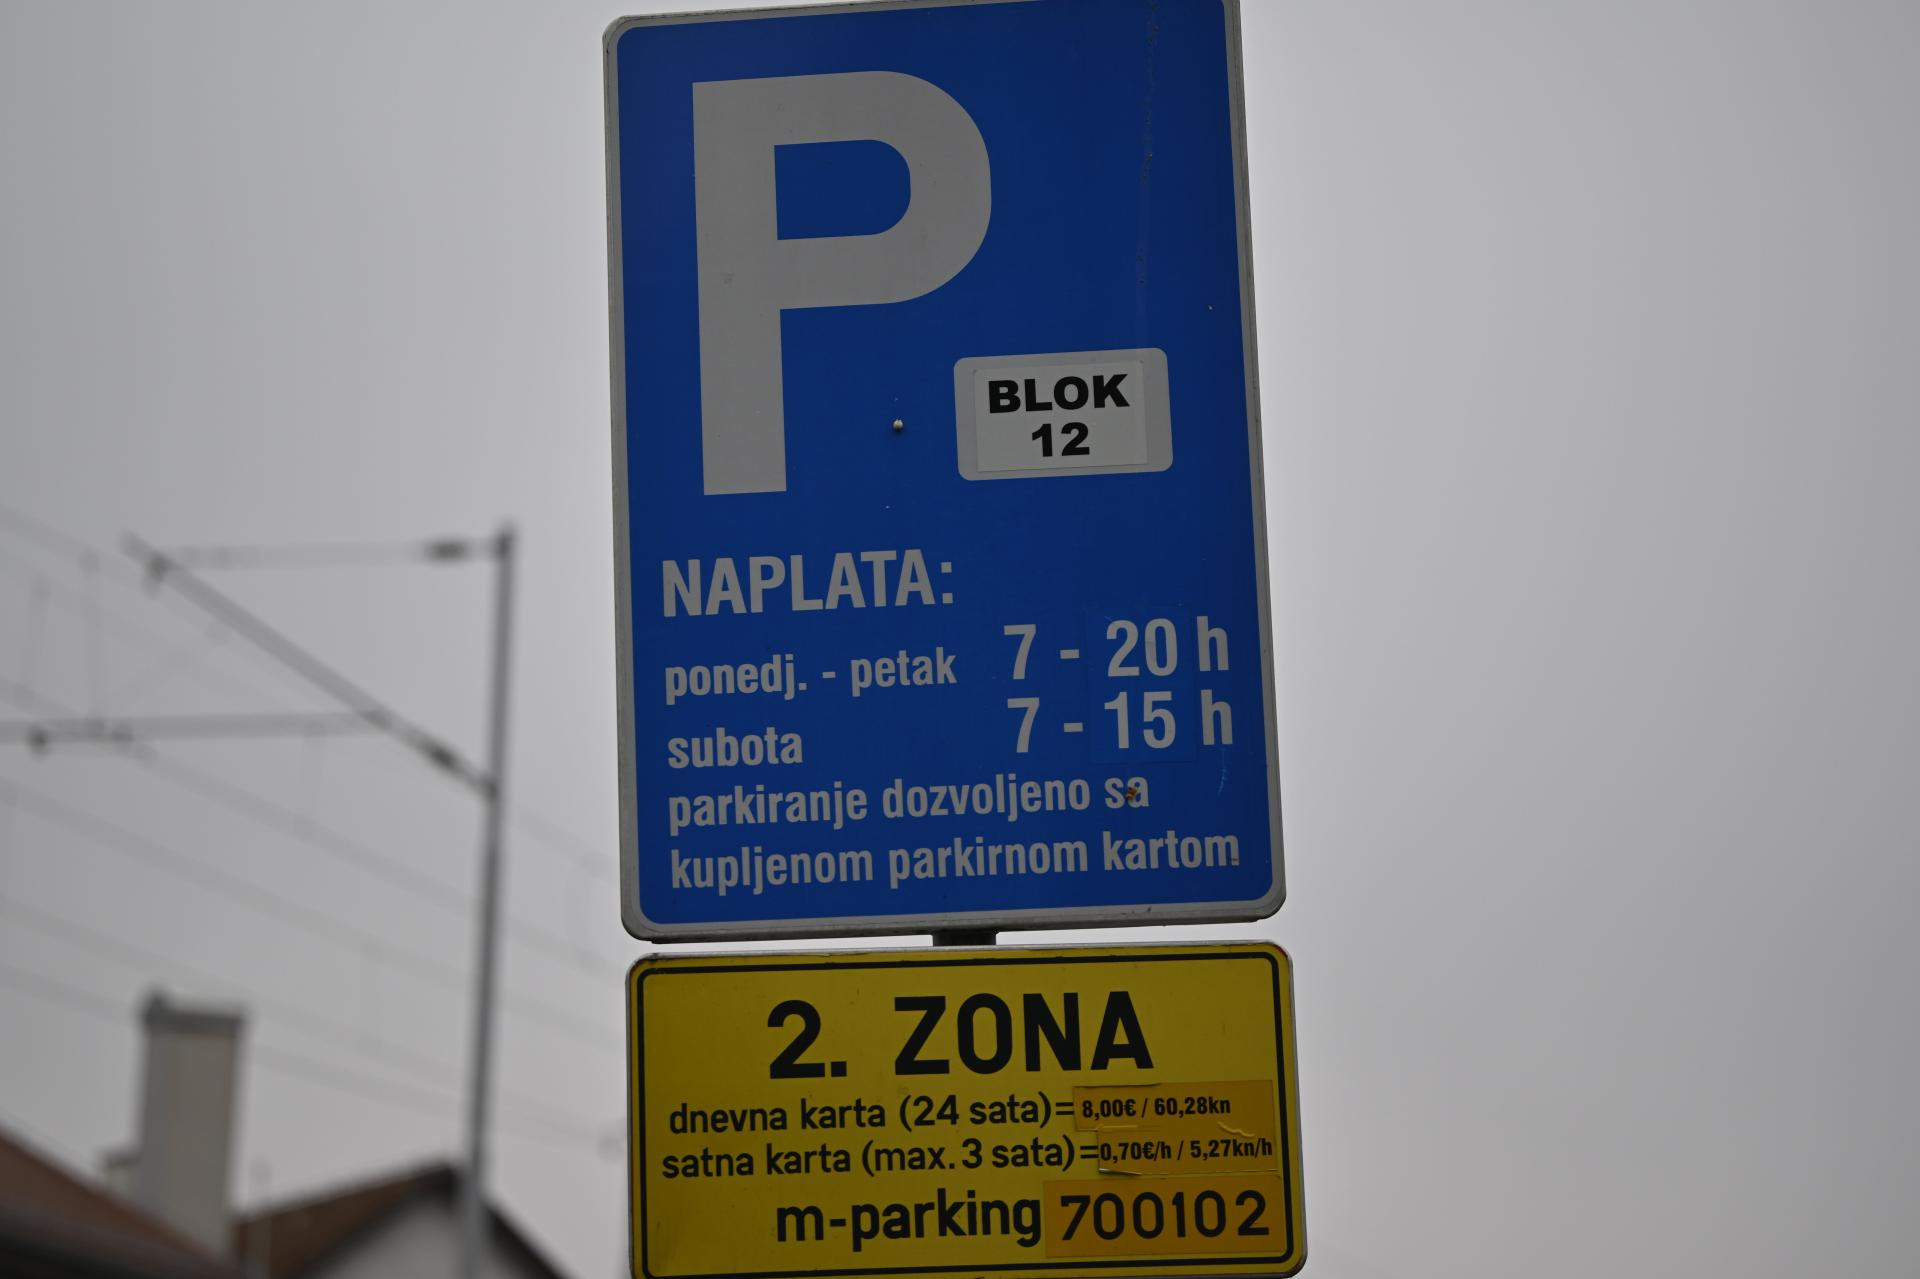 P
BLOK
12
NAPLATA:
ponedj. - petak 7 - 20 h
subota 7 - 15 h
parkiranje dozvoljeno sa
kupljenom parkirnom kartom
2. ZONA
dnevna karta (24 sata)= 8,00€ / 60,28kn
satna karta (max. 3 sata)=0,70€/h / 5,27kn/h
m-parking 700102